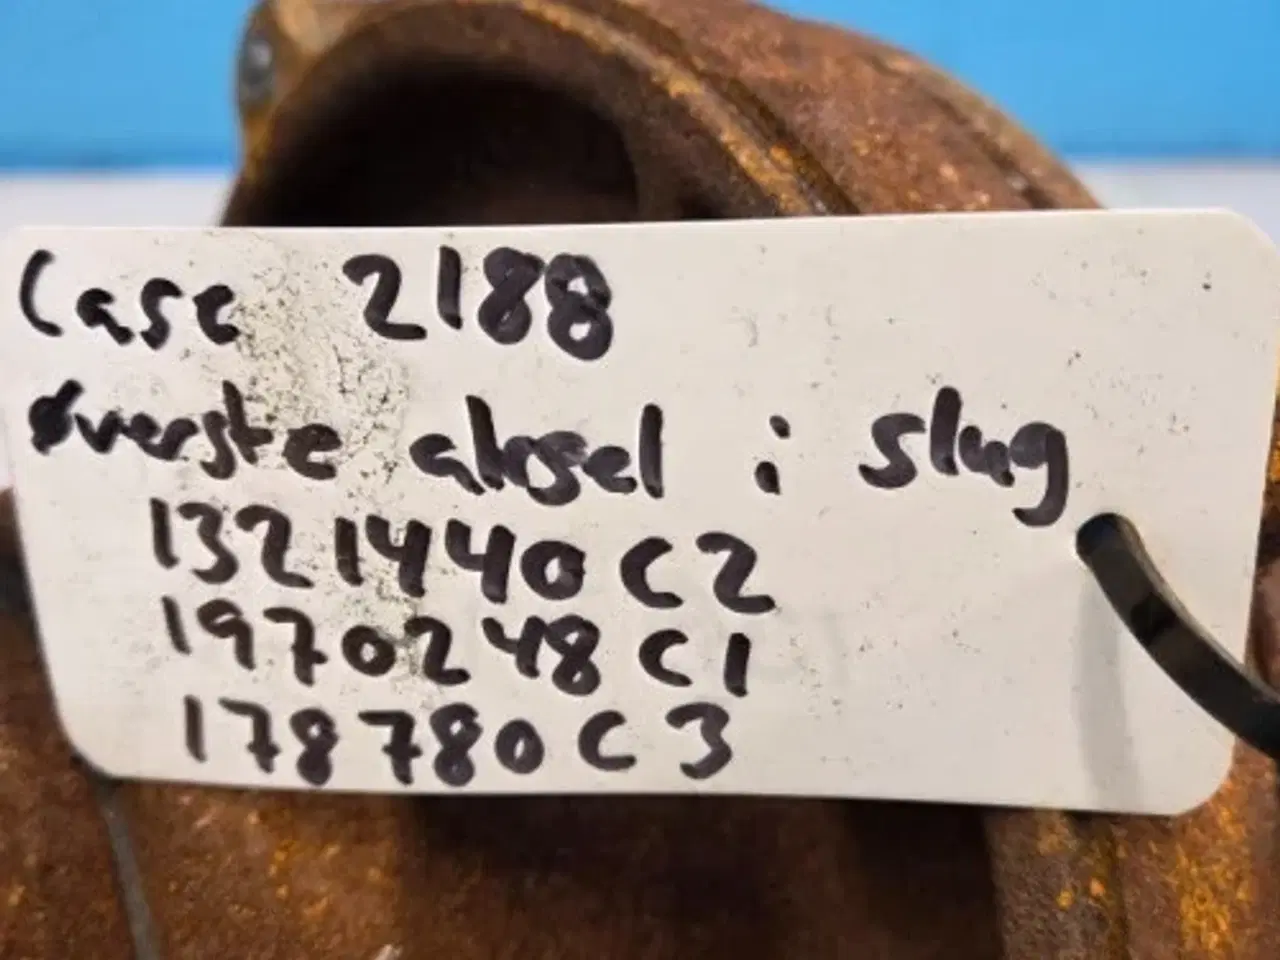 Case 2188
Øverste aksel i slug
1321440C2
1970248C1
178780C3